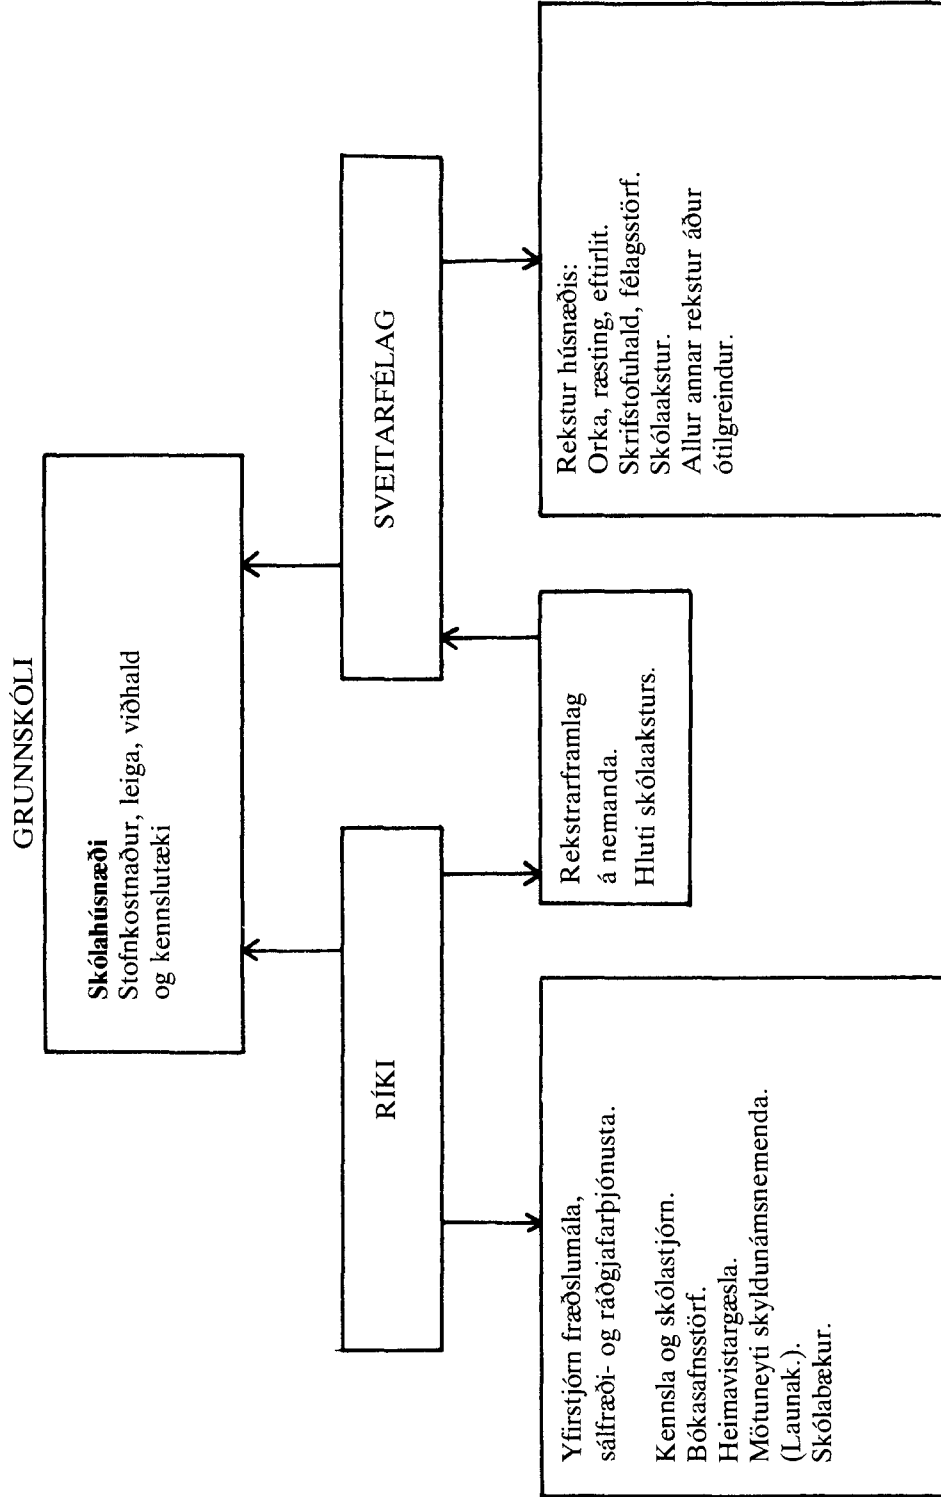 GRUNNSKÓLI
Skólahúsnæði
Stofnkostnaður, leiga, viðhald
og kennslutæki
RÍKI
SVEITARFÉLAG
Yfirstjórn fræðslumála,
sálfræði- og ráðgjafarþjónusta.
Kennsla og skólastjórn.
Bókasafnsstörf.
Heimavistargæsla.
Mötuneyti skyldunámsnemenda.
(Launak.).
Skólabækur.
Rekstrarframlag
á nemanda.
Hluti skólaaksturs.
Rekstur húsnæðis:
Orka, ræsting, eftirlit.
Skrifstofuhald, félagsstörf.
Skólaakstur.
Allur annar rekstur áður
ótilgreindur.